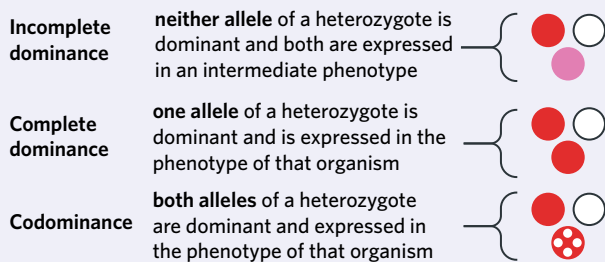 Incomplete dominance
neither allele of a heterozygote is
dominant and both are expressed
in an intermediate phenotype
Complete dominance
one allele of a heterozygote is
dominant and is expressed in the
phenotype of that organism
Codominance
both alleles of a heterozygote
are dominant and expressed in
the phenotype of that organism